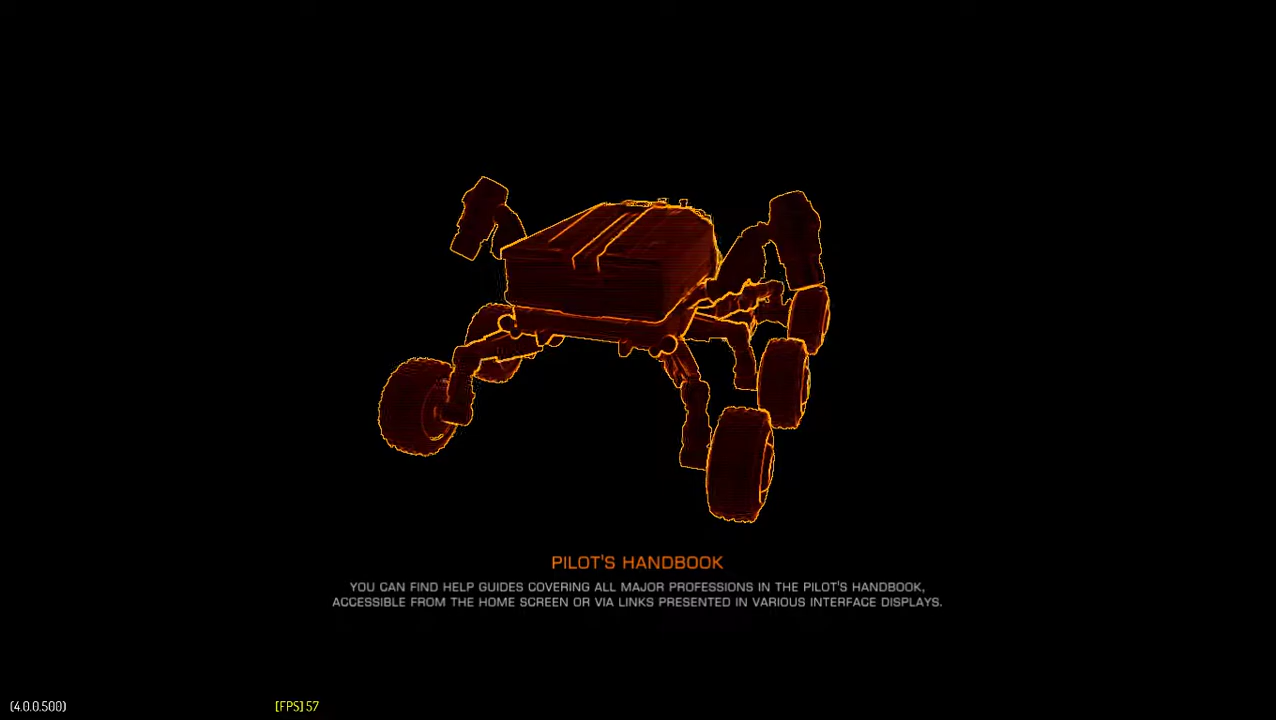 PILOT'S HANDBOOK
YOU CAN FIND HELP GUIDES COVERING ALL MAJOR PROFESSIONS IN THE PILOT'S HANDBOOK,
ACCESSIBLE FROM THE HOME SCREEN OR VIA LINKS PRESENTED IN VARIOUS INTERFACE DISPLAYS.
(4.0.0.500)
[FPS] 57